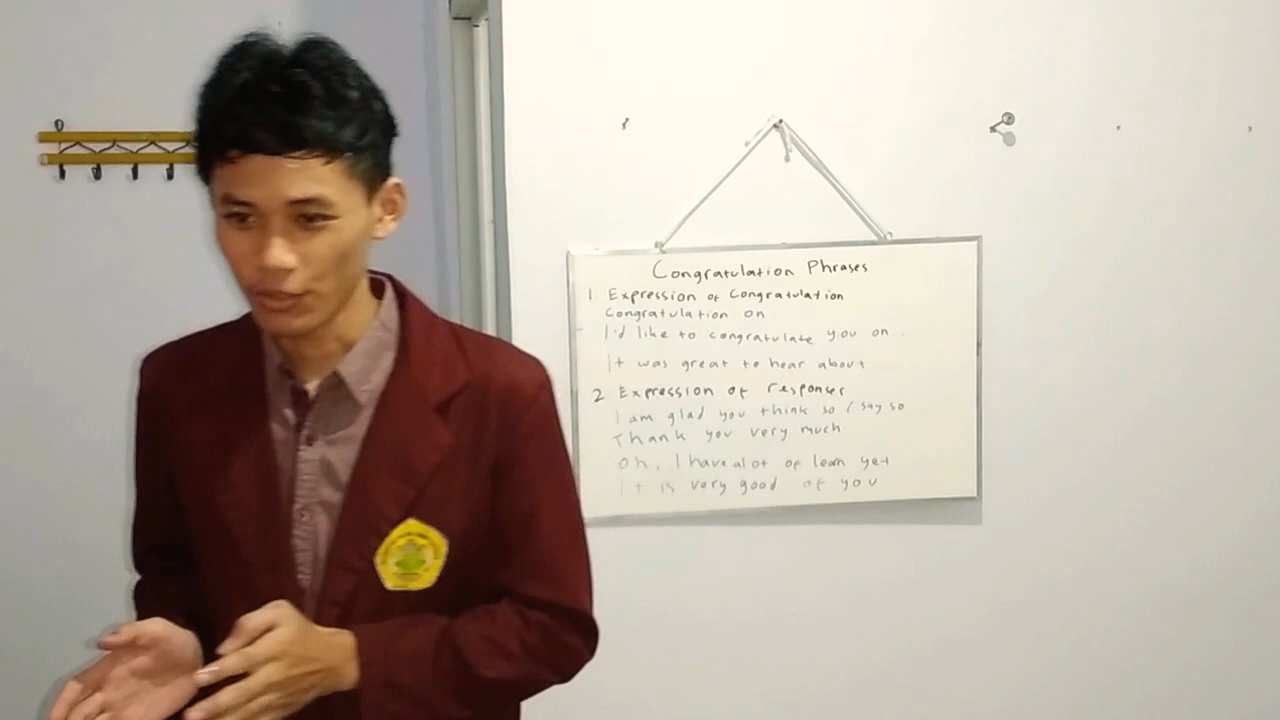 Congratulation Phrases
1 Expression of Congratulation
Congratulation on
I'd like to congratulate you on..
It was great to hear about
2 Expression of responses
I am glad you think so / say so
Thank you very much
Oh, I have alot of learn yet
It is very good of you